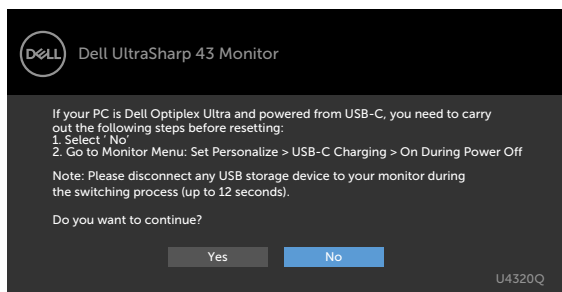 DELL
Dell UltraSharp 43 Monitor
If your PC is Dell Optiplex Ultra and powered from USB-C, you need to carry
out the following steps before resetting:
1. Select ‘ No’
2. Go to Monitor Menu: Set Personalize > USB-C Charging > On During Power Off
Note: Please disconnect any USB storage device to your monitor during
the switching process (up to 12 seconds).
Do you want to continue?
Yes No
U4320Q